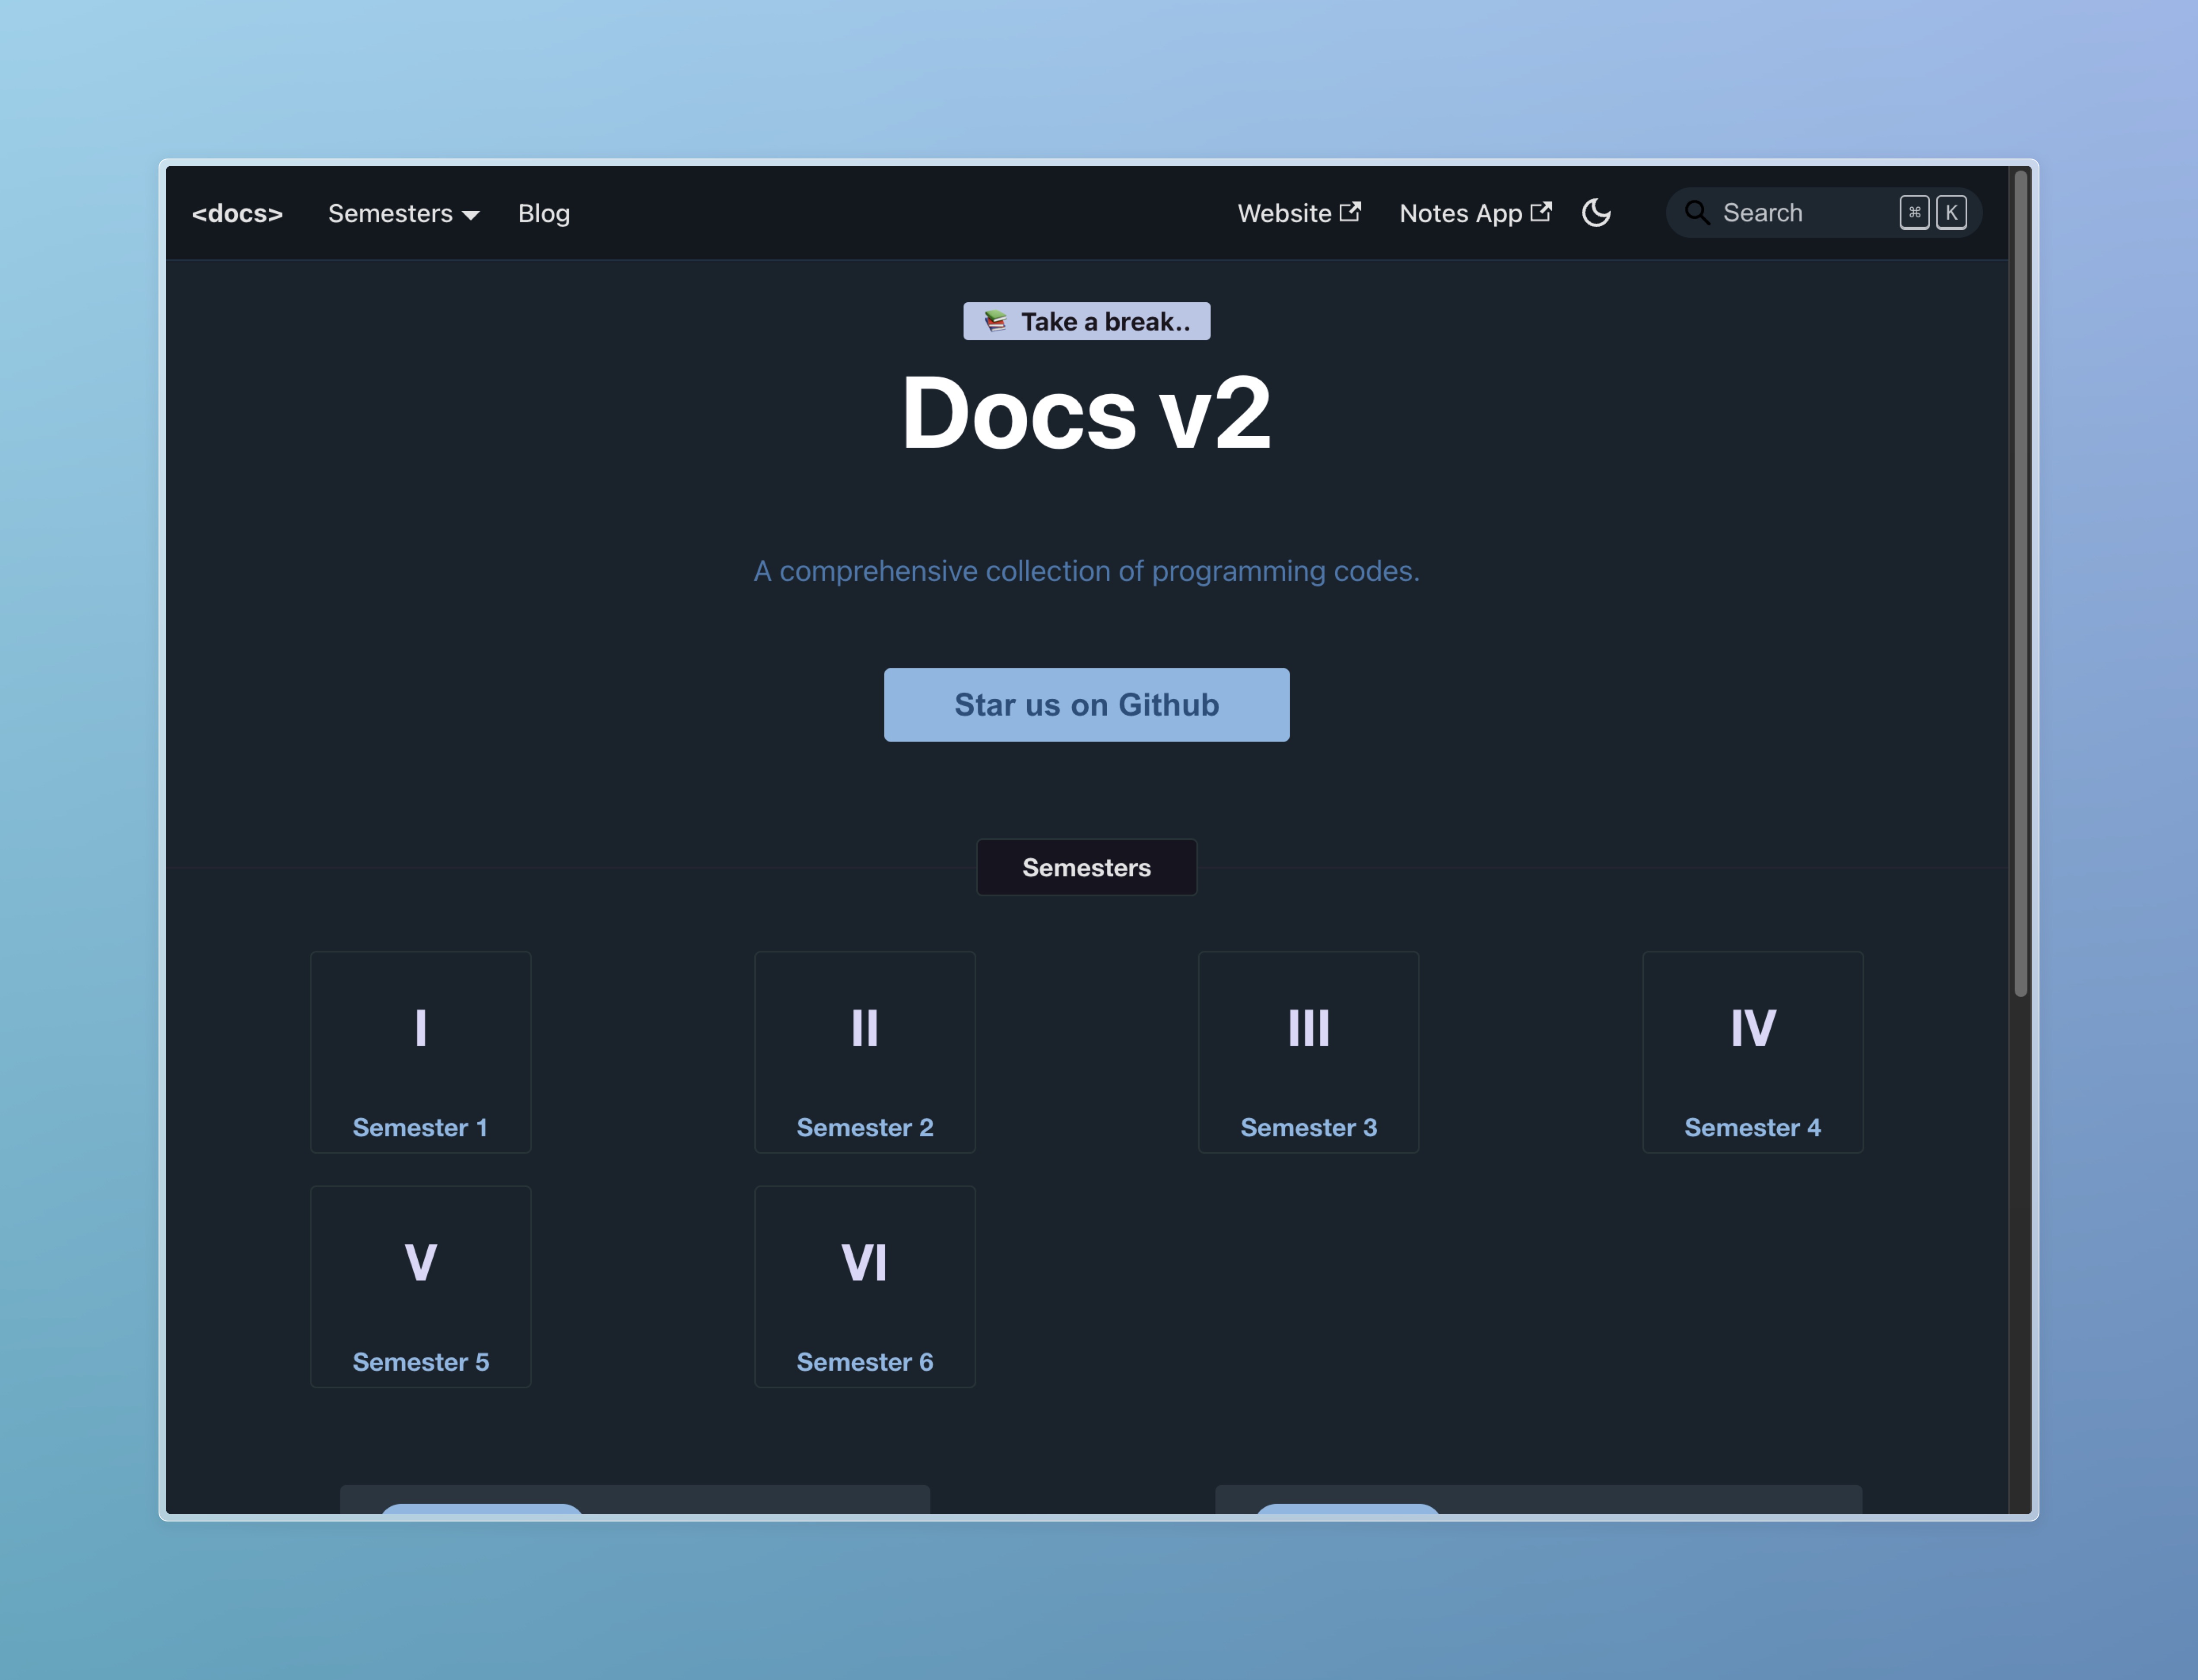 <docs> Semesters Blog Website Notes App Search ⌘ K
📚 Take a break..
Docs v2
A comprehensive collection of programming codes.
Star us on Github
Semesters
I II III IV
Semester 1 Semester 2 Semester 3 Semester 4
V VI
Semester 5 Semester 6